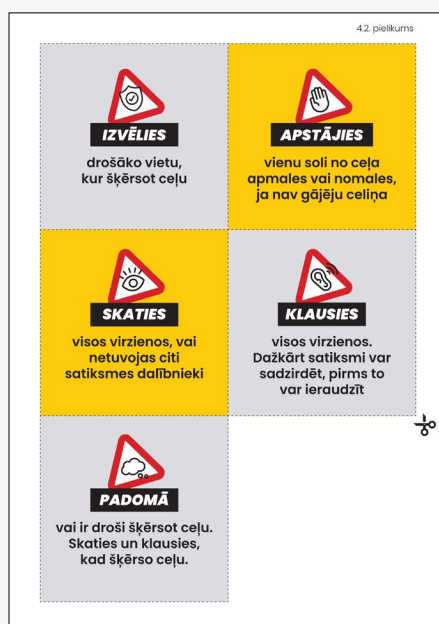 4.2. pielikums
IZVĒLIES
drošāko vietu,
kur šķērsot ceļu
APSTĀJIES
vienu soli no ceļa
apmales vai nomales,
ja nav gājēju celiņa
SKATIES
visos virzienos, vai
netuvojas citi
satiksmes dalībnieki
KLAUSIES
visos virzienos.
Dažkārt satiksmi var
sadzirdēt, pirms to
var ieraudzīt
PADOMĀ
vai ir droši šķērsot ceļu.
Skaties un klausies,
kad šķērso ceļu.